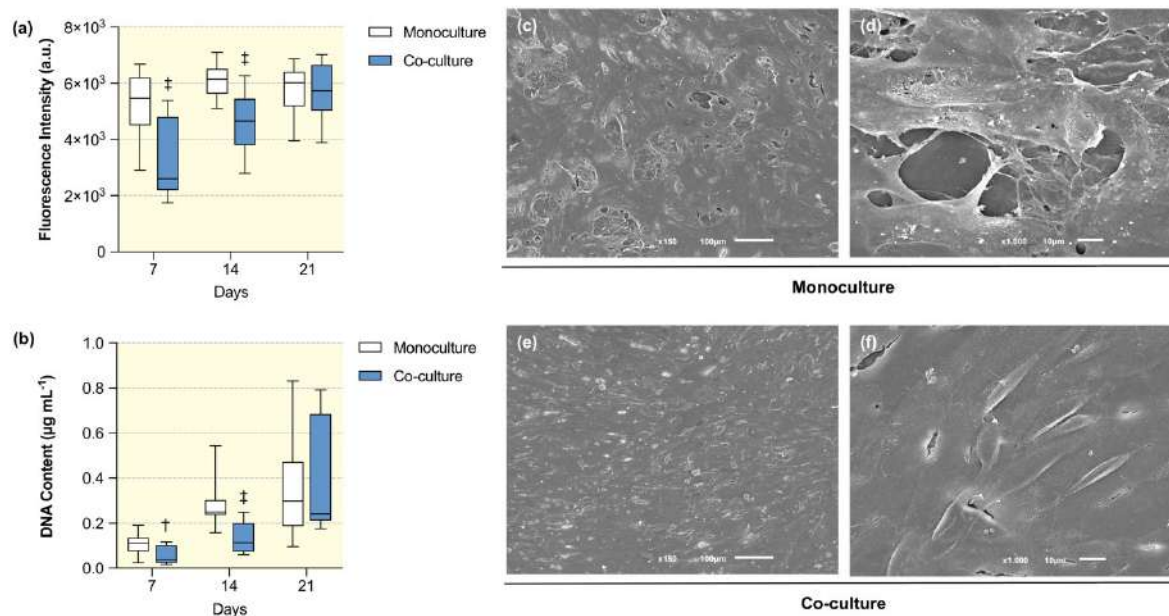 (a)
Fluorescence Intensity (a.u.)
8×10³
6×10³
4×10³
2×10³
0
‡
‡
Monoculture
Co-culture
7 14 21
Days
(b)
DNA Content (µg mL⁻¹)
1.0
0.8
0.6
0.4
0.2
0.0
†
‡
Monoculture
Co-culture
7 14 21
Days
(c)
x150 100µm
(d)
x1.000 10µm
Monoculture
(e)
x150 100µm
(f)
x1.000 10µm
Co-culture